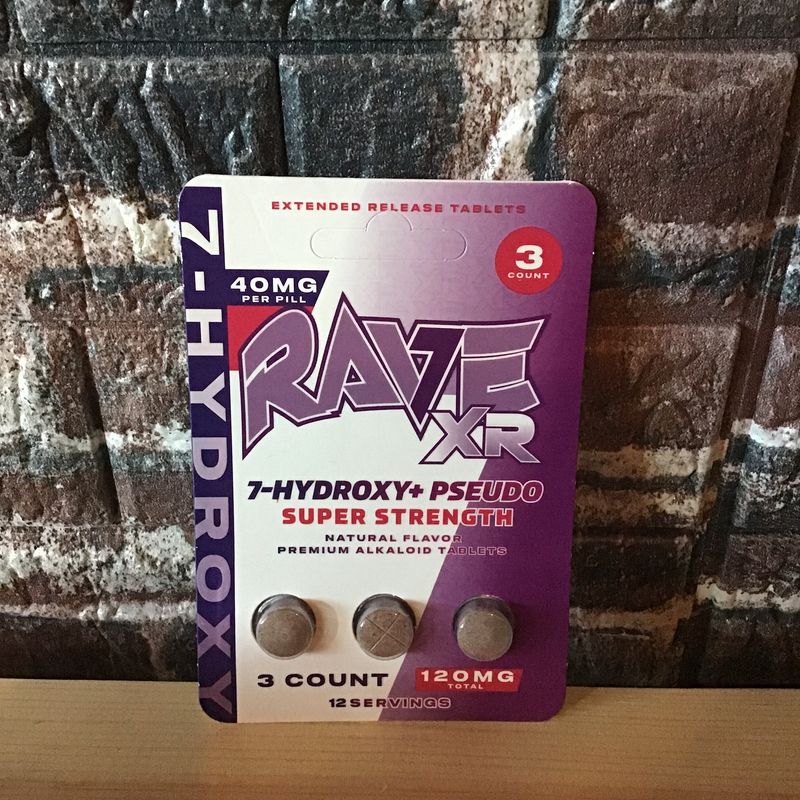 EXTENDED RELEASE TABLETS
3
COUNT
7-HYDROXY
40MG
PER PILL
RAV7E
XR
7-HYDROXY+ PSEUDO
SUPER STRENGTH
NATURAL FLAVOR
PREMIUM ALKALOID TABLETS
3 COUNT
120MG
TOTAL
12 SERVINGS